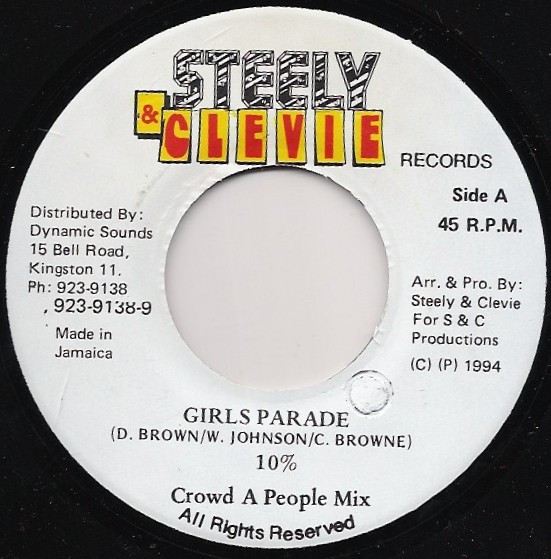 STEELY
& CLEVIE
RECORDS
Side A
45 R.P.M.
Distributed By:
Dynamic Sounds
15 Bell Road,
Kingston 11.
Ph: 923-9138
, 923-9138-9
Made in
Jamaica
Arr. & Pro. By:
Steely & Clevie
For S & C
Productions
(C) (P) 1994
GIRLS PARADE
(D. BROWN/W. JOHNSON/C. BROWNE)
10%
Crowd A People Mix
All Rights Reserved